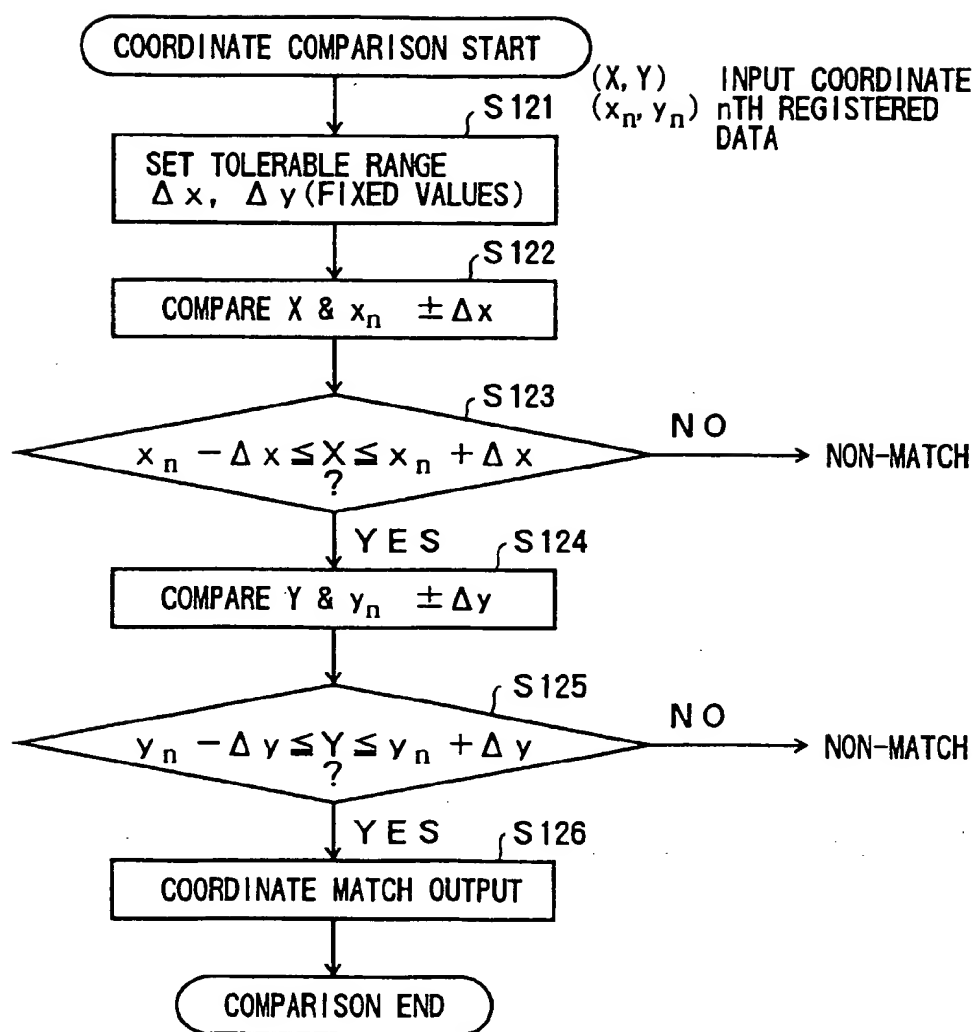 COORDINATE COMPARISON START
(X, Y) INPUT COORDINATE
(xₙ, yₙ) nTH REGISTERED
DATA
S121
SET TOLERABLE RANGE
Δx, Δy (FIXED VALUES)
S122
COMPARE X & xₙ ±Δx
S123
xₙ − Δx ≦ X ≦ xₙ + Δx
?
NO
NON-MATCH
YES
S124
COMPARE Y & yₙ ±Δy
S125
yₙ − Δy ≦ Y ≦ yₙ + Δy
?
NO
NON-MATCH
YES
S126
COORDINATE MATCH OUTPUT
COMPARISON END